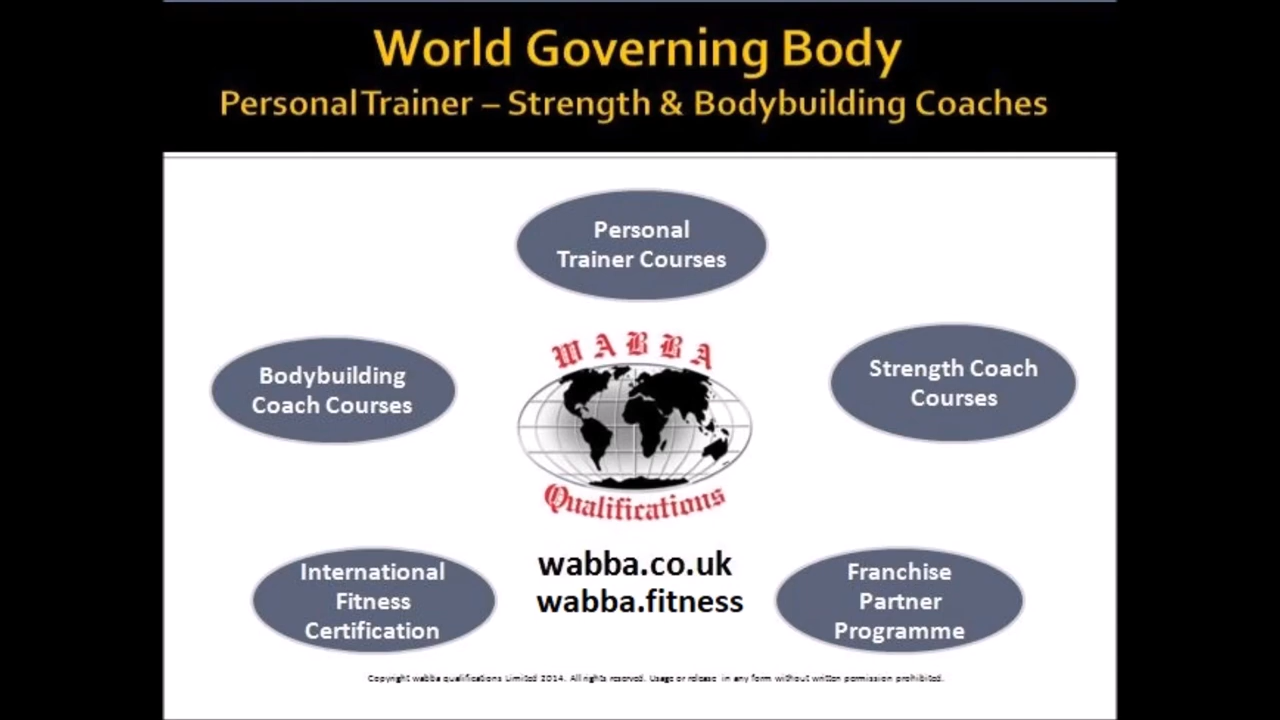 World Governing Body
Personal Trainer – Strength & Bodybuilding Coaches
Personal
Trainer Courses
Bodybuilding
Coach Courses
Strength Coach
Courses
WABBA
Qualifications
International
Fitness
Certification
wabba.co.uk
wabba.fitness
Franchise
Partner
Programme
Copyright wabba qualifications Limited 2014. All rights reserved. Usage or release in any form without written permission prohibited.